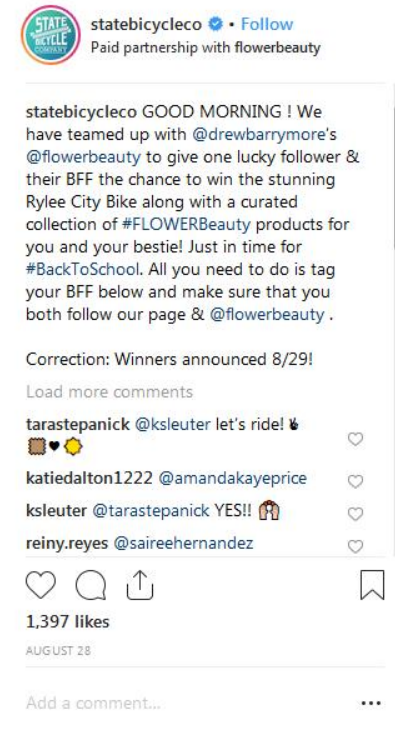 STATE
BICYCLE
COMPANY
statebicycleco • Follow
Paid partnership with flowerbeauty
statebicycleco GOOD MORNING ! We
have teamed up with @drewbarrymore's
@flowerbeauty to give one lucky follower &
their BFF the chance to win the stunning
Rylee City Bike along with a curated
collection of #FLOWERBeauty products for
you and your bestie! Just in time for
#BackToSchool. All you need to do is tag
your BFF below and make sure that you
both follow our page & @flowerbeauty .
Correction: Winners announced 8/29!
Load more comments
tarastepanick @ksleuter let's ride!
katiedalton1222 @amandakayeprice
ksleuter @tarastepanick YES!!
reiny.reyes @saireehernandez
1,397 likes
AUGUST 28
Add a comment...